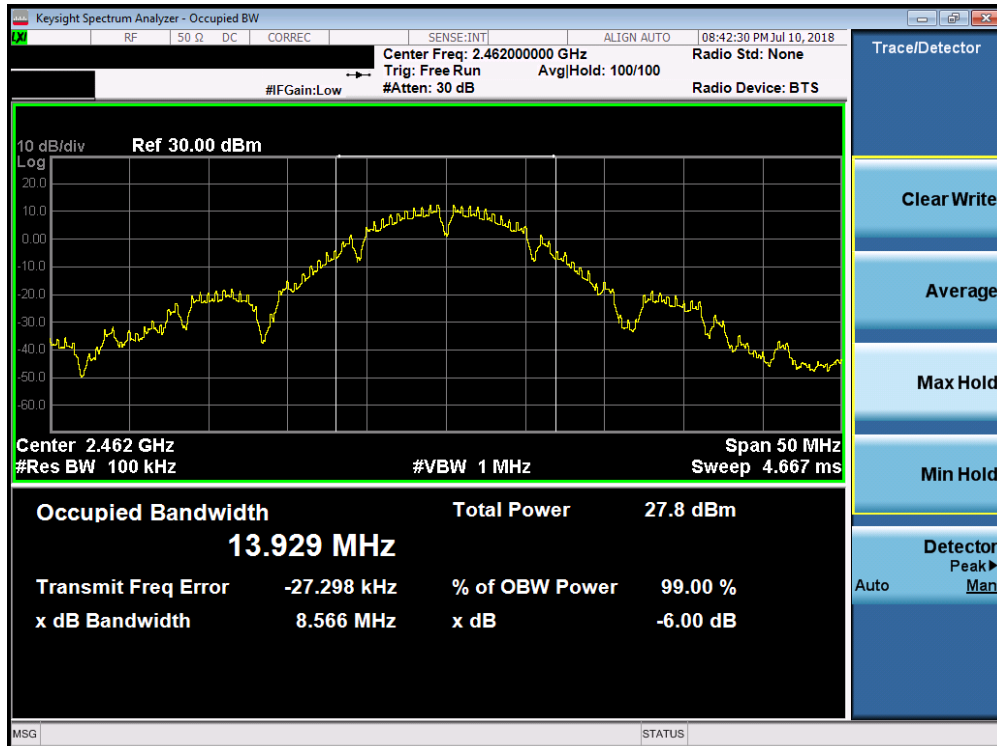 Keysight Spectrum Analyzer - Occupied BW
LXI RF 50 Ω DC CORREC SENSE:INT ALIGN AUTO 08:42:30 PM Jul 10, 2018
Center Freq: 2.462000000 GHz Radio Std: None
Trig: Free Run Avg|Hold: 100/100
#IFGain:Low #Atten: 30 dB Radio Device: BTS
Trace/Detector
10 dB/div Ref 30.00 dBm
Log
20.0
10.0
0.00
-10.0
-20.0
-30.0
-40.0
-50.0
-60.0
Center 2.462 GHz Span 50 MHz
#Res BW 100 kHz #VBW 1 MHz Sweep 4.667 ms
Occupied Bandwidth Total Power 27.8 dBm
13.929 MHz
Transmit Freq Error -27.298 kHz % of OBW Power 99.00 %
x dB Bandwidth 8.566 MHz x dB -6.00 dB
Clear Write
Average
Max Hold
Min Hold
Detector
Peak▶
Auto Man
MSG STATUS